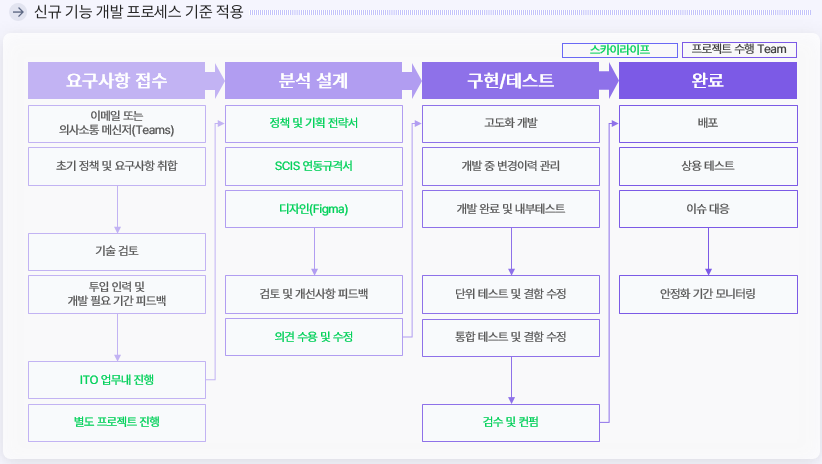 신규 기능 개발 프로세스 기준 적용
스카이라이프
프로젝트 수행 Team
요구사항 접수
이메일 또는
의사소통 메신저(Teams)
초기 정책 및 요구사항 취합
기술 검토
투입 인력 및
개발 필요 기간 피드백
ITO 업무내 진행
별도 프로젝트 진행
분석 설계
정책 및 기획 전략서
SCIS 연동규격서
디자인(Figma)
검토 및 개선사항 피드백
의견 수용 및 수정
구현/테스트
고도화 개발
개발 중 변경이력 관리
개발 완료 및 내부테스트
단위 테스트 및 결함 수정
통합 테스트 및 결함 수정
검수 및 컨펌
완료
배포
상용 테스트
이슈 대응
안정화 기간 모니터링